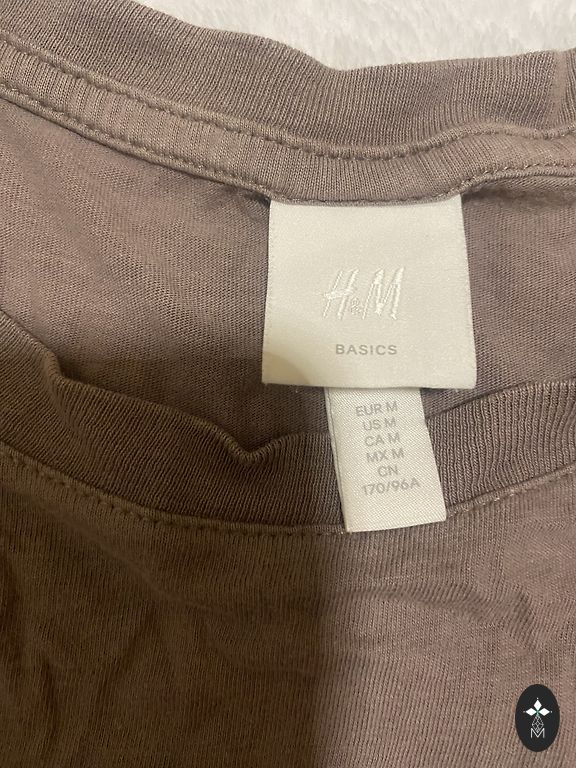 H&M
BASICS
EUR M
US M
CA M
MX M
CN
170/96A
M